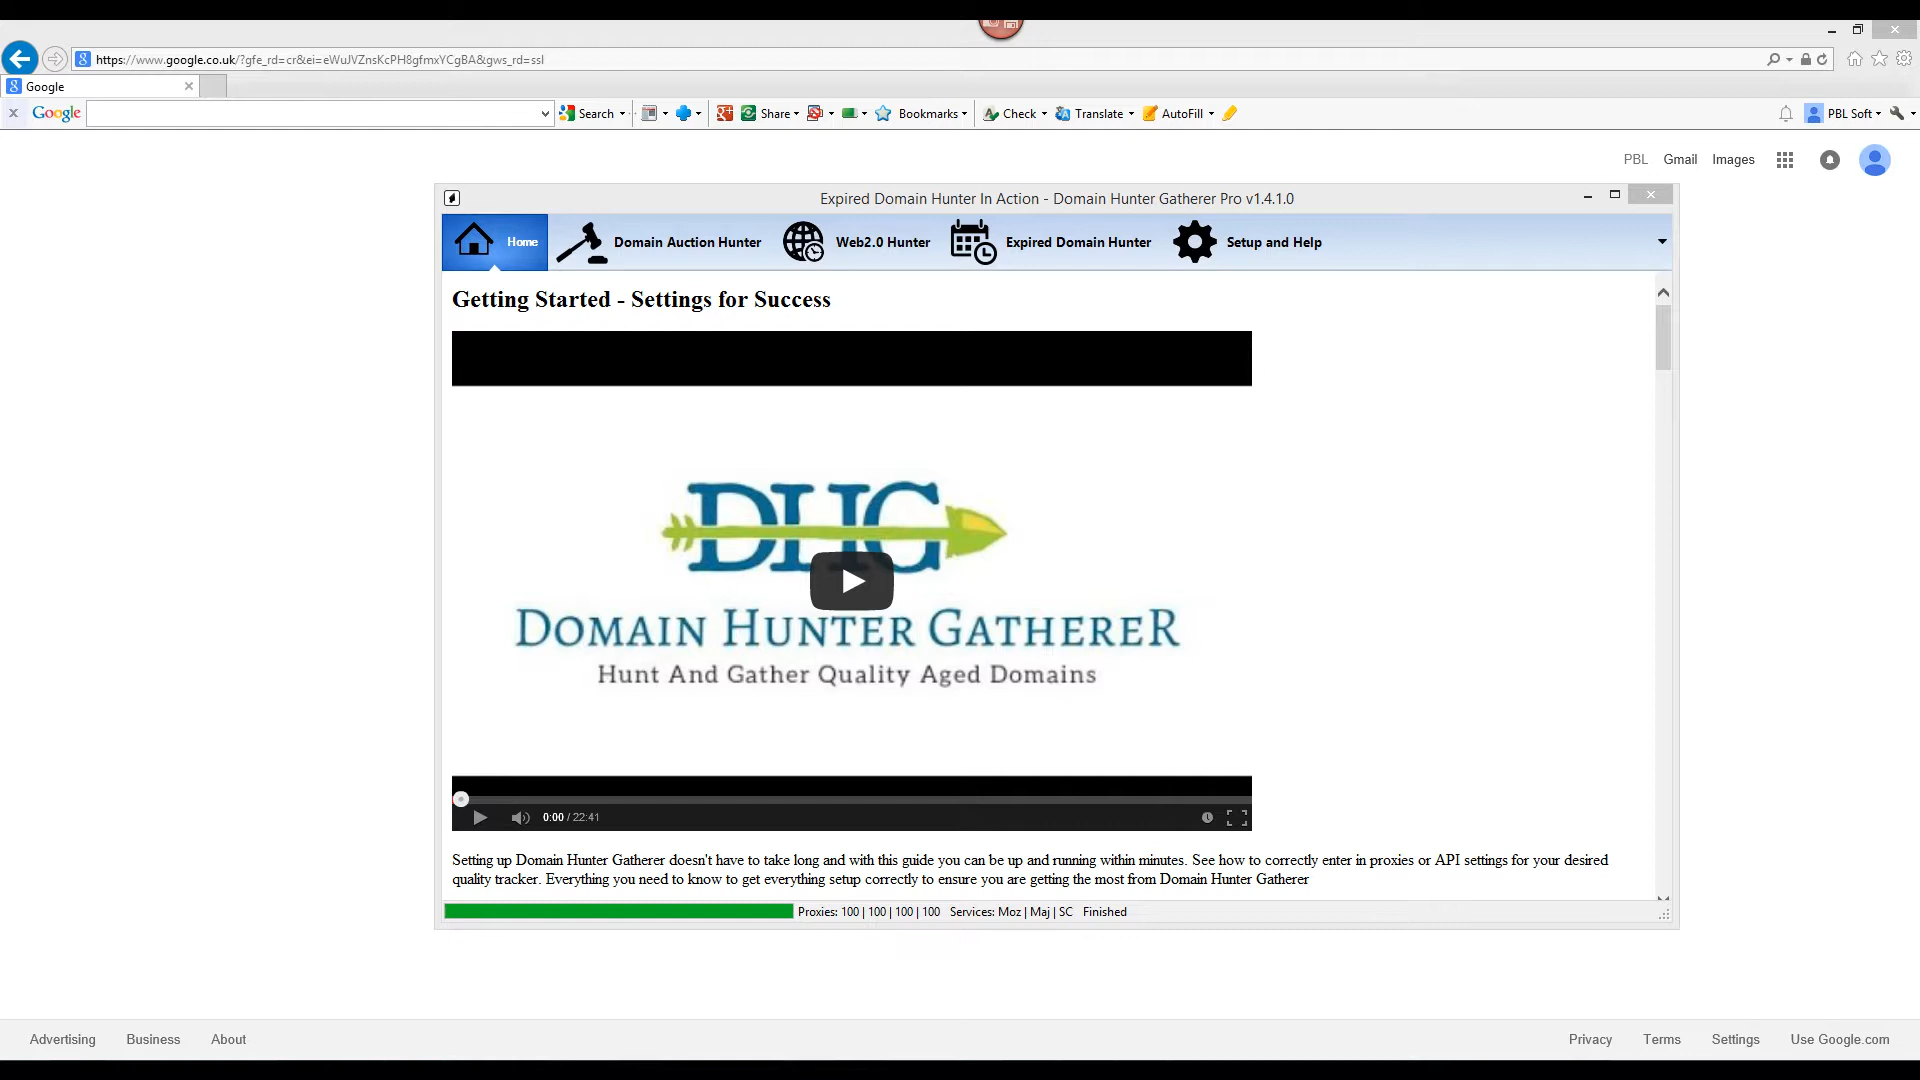 https://www.google.co.uk/?gfe_rd=cr&ei=eWuJVZnsKcPH8gfmxYCgBA&gws_rd=ssl
Google
Google Search Share Bookmarks Check Translate AutoFill PBL Soft
PBL Gmail Images
Expired Domain Hunter In Action - Domain Hunter Gatherer Pro v1.4.1.0
Home Domain Auction Hunter Web2.0 Hunter Expired Domain Hunter Setup and Help
Getting Started - Settings for Success
DHG
DOMAIN HUNTER GATHERER
Hunt And Gather Quality Aged Domains
0:00 / 22:41
Setting up Domain Hunter Gatherer doesn't have to take long and with this guide you can be up and running within minutes. See how to correctly enter in proxies or API settings for your desired
quality tracker. Everything you need to know to get everything setup correctly to ensure you are getting the most from Domain Hunter Gatherer
Proxies: 100 | 100 | 100 | 100 Services: Moz | Maj | SC Finished
Advertising Business About Privacy Terms Settings Use Google.com